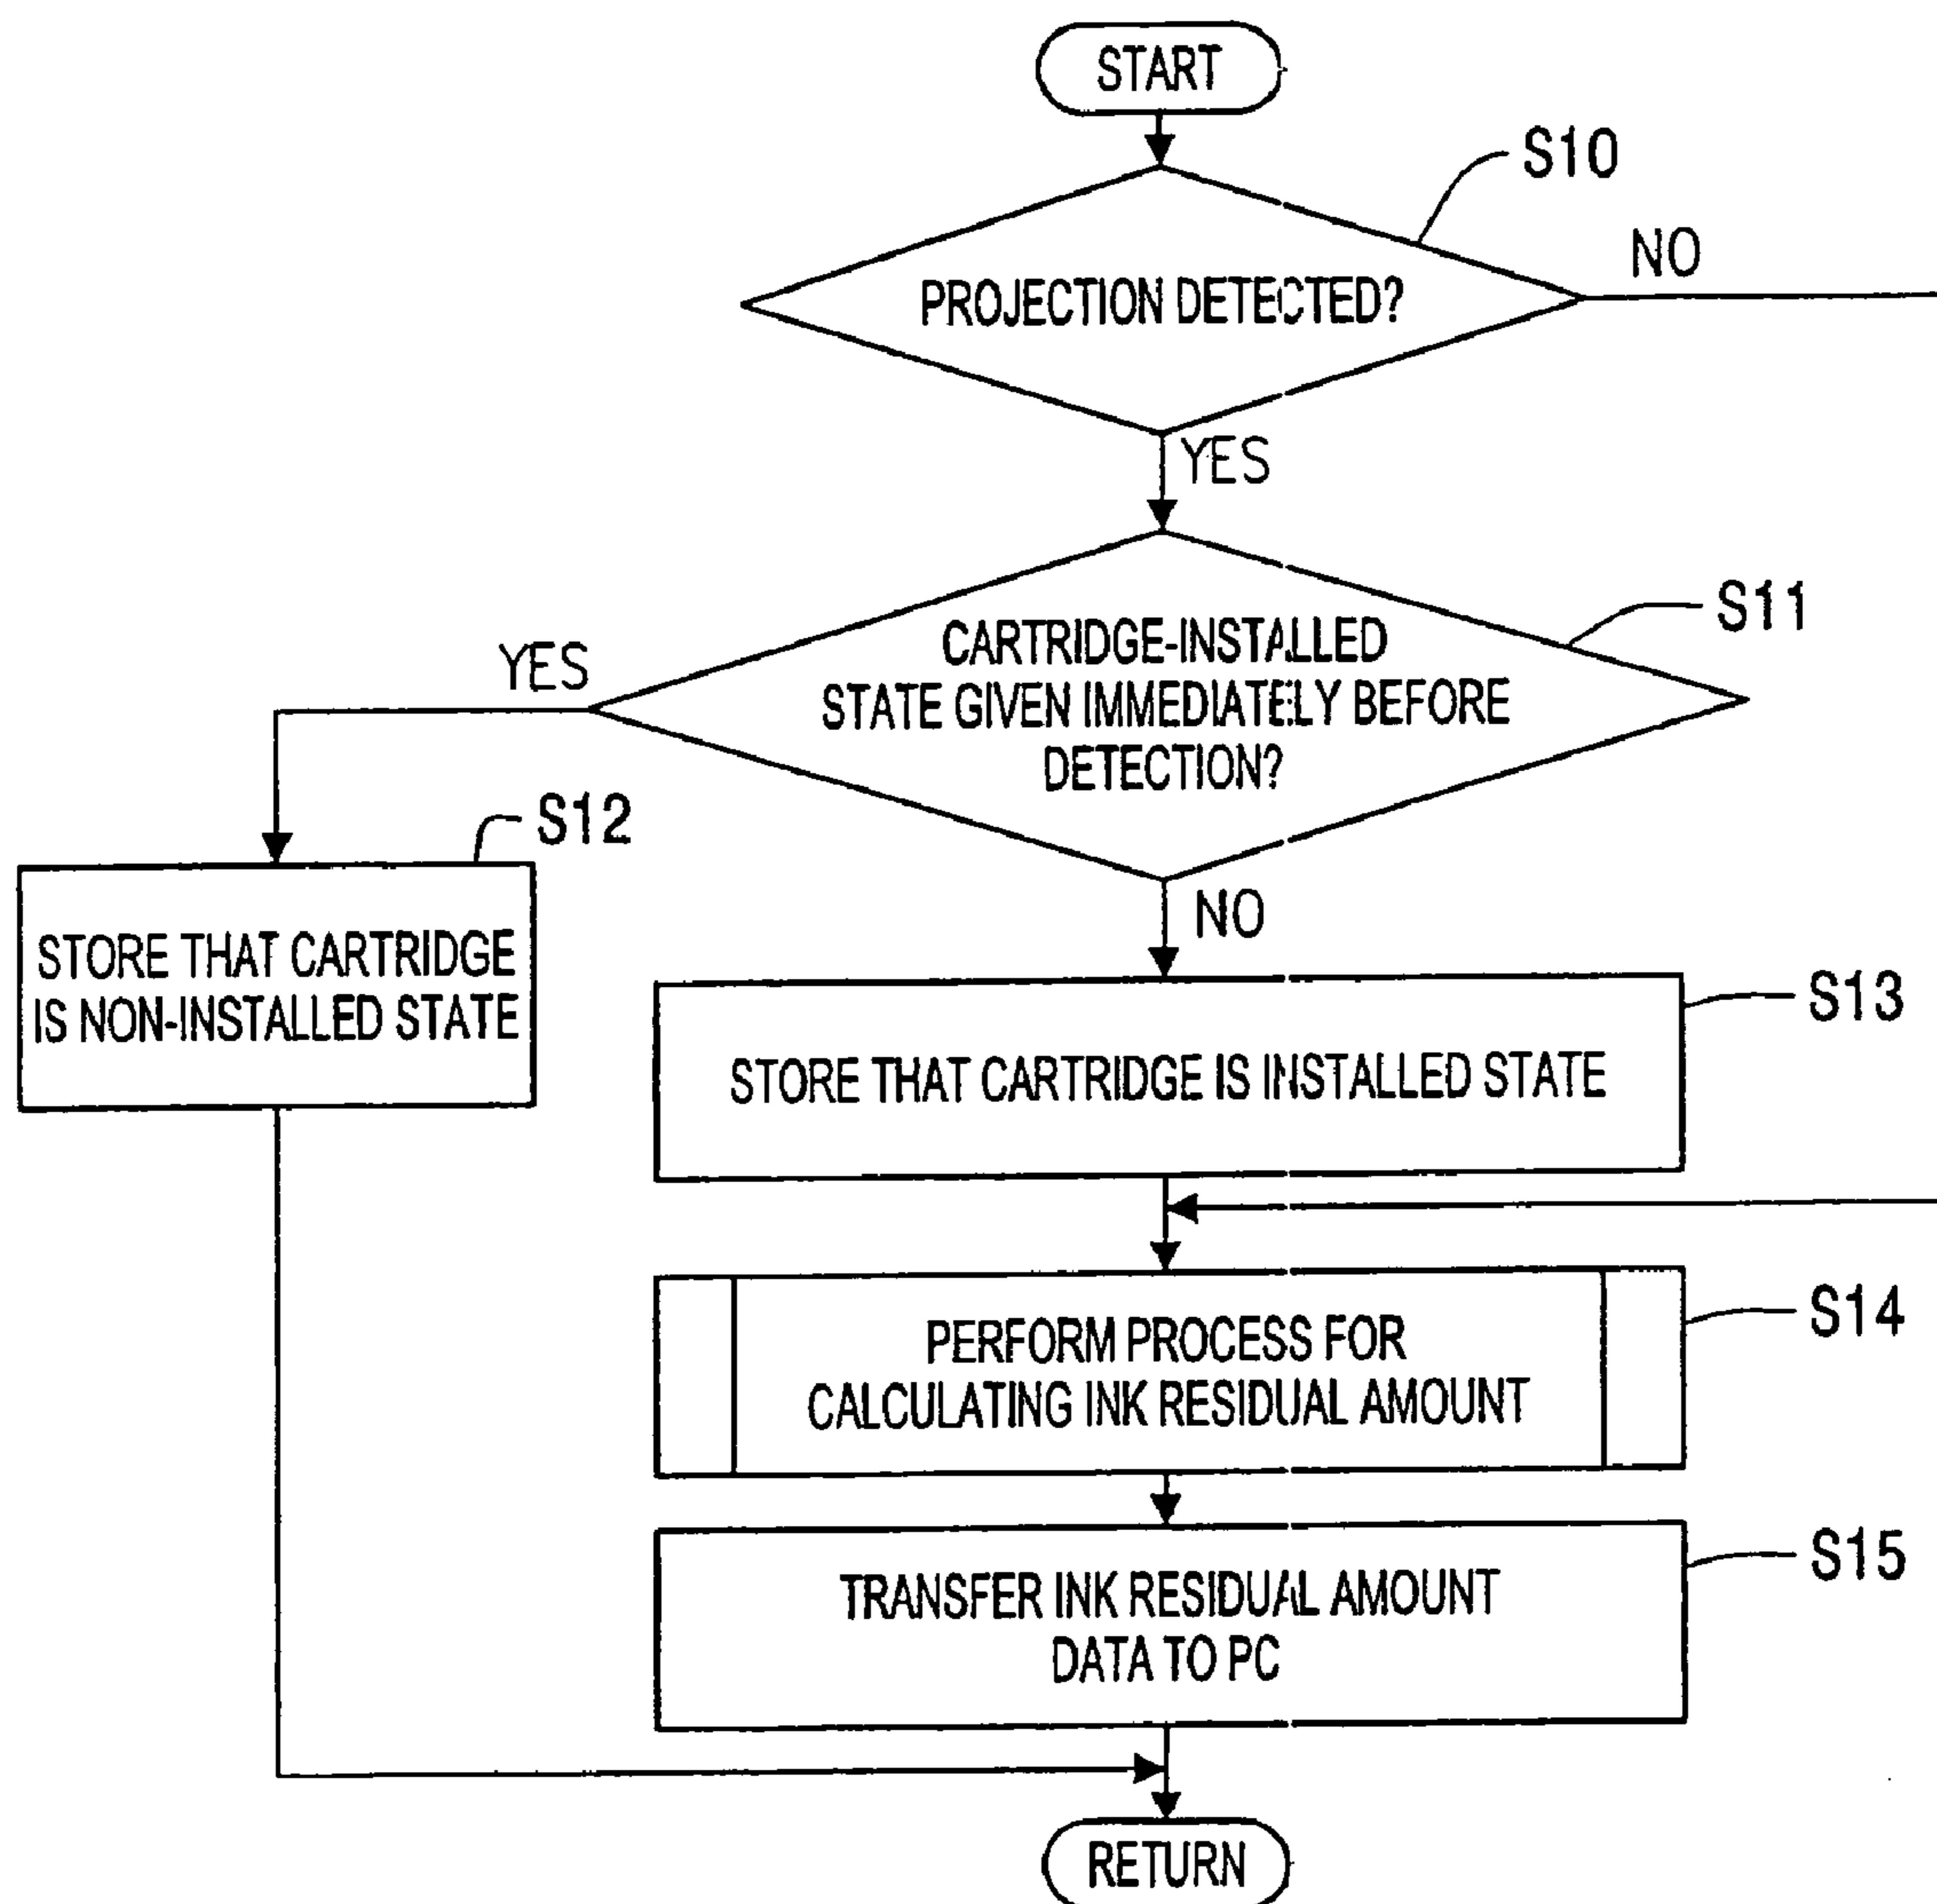 START
S10
NO
PROJECTION DETECTED?
YES
S11
CARTRIDGE-INSTALLED
STATE GIVEN IMMEDIATELY BEFORE
DETECTION?
YES
S12
NO
STORE THAT CARTRIDGE
IS NON-INSTALLED STATE
S13
STORE THAT CARTRIDGE IS INSTALLED STATE
S14
PERFORM PROCESS FOR
CALCULATING INK RESIDUAL AMOUNT
S15
TRANSFER INK RESIDUAL AMOUNT
DATA TO PC
RETURN